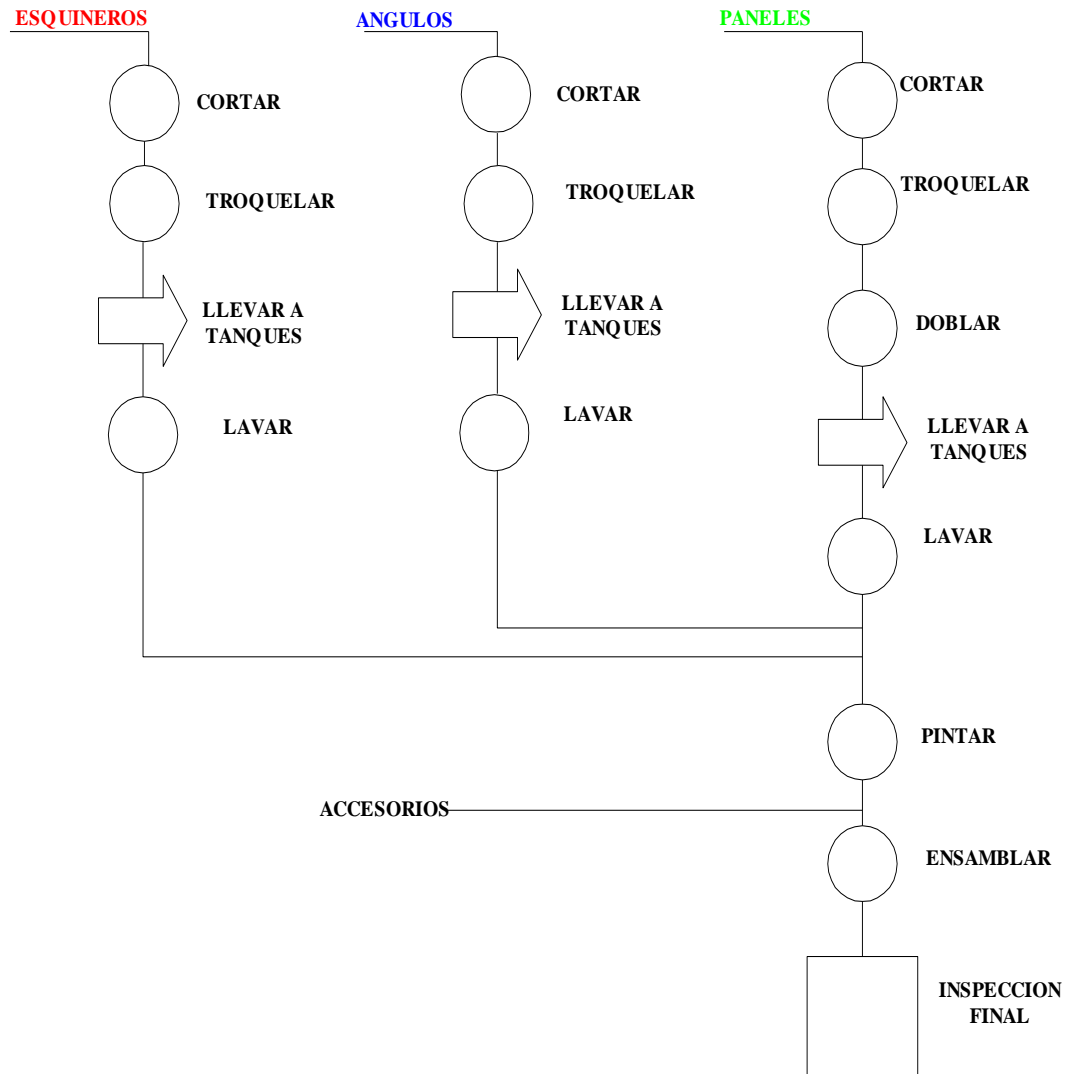 ESQUINEROS
ANGULOS
PANELES
CORTAR
CORTAR
CORTAR
TROQUELAR
TROQUELAR
TROQUELAR
LLEVAR A
TANQUES
LLEVAR A
TANQUES
DOBLAR
LAVAR
LAVAR
LLEVAR A
TANQUES
LAVAR
PINTAR
ACCESORIOS
ENSAMBLAR
INSPECCION
FINAL